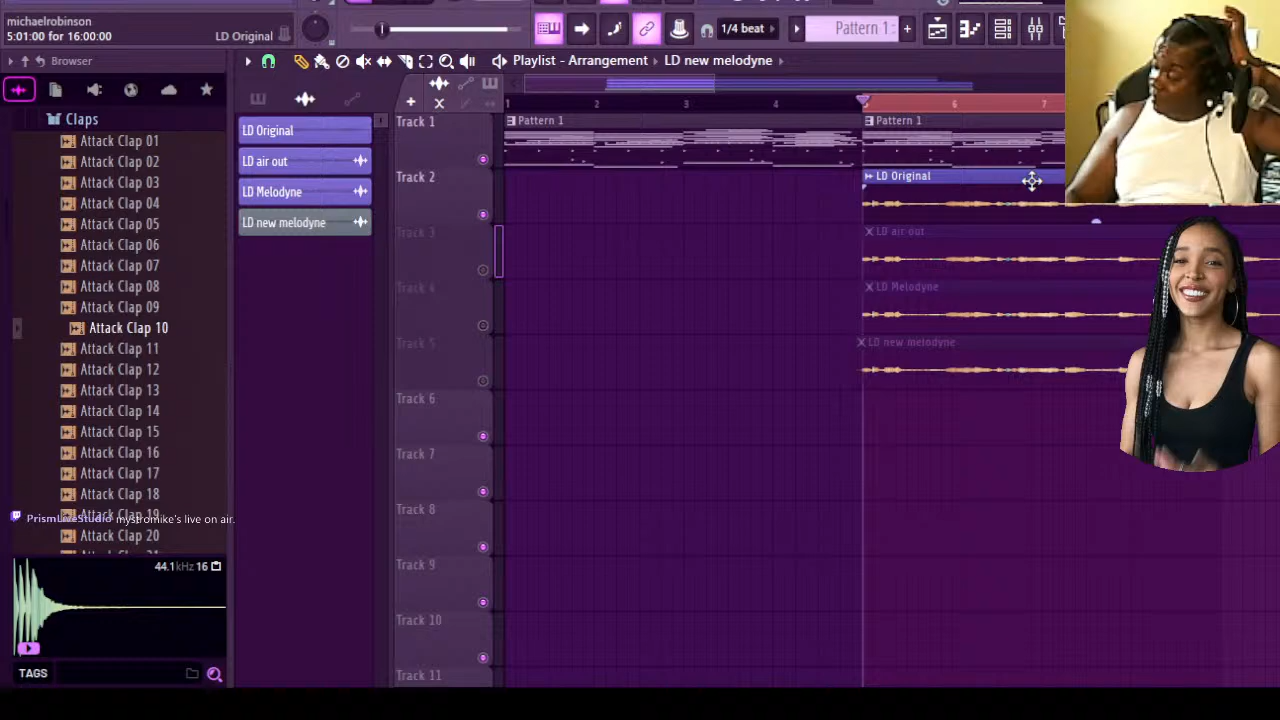 michaelrobinson
5:01:00 for 16:00:00
LD Original
1/4 beat
Pattern 1
Browser
Playlist - Arrangement
LD new melodyne
Claps
Attack Clap 01
Attack Clap 02
Attack Clap 03
Attack Clap 04
Attack Clap 05
Attack Clap 06
Attack Clap 07
Attack Clap 08
Attack Clap 09
Attack Clap 10
Attack Clap 11
Attack Clap 12
Attack Clap 13
Attack Clap 14
Attack Clap 15
Attack Clap 16
Attack Clap 17
Attack Clap 18
Attack Clap 19
PrismLiveStudio mystromike's live on air.
Attack Clap 20
44.1kHz 16
TAGS
LD Original
LD air out
LD Melodyne
LD new melodyne
1 2 3 4 6 7
Track 1
Pattern 1
Pattern 1
Track 2
LD Original
Track 3
LD air out
Track 4
LD Melodyne
Track 5
LD new melodyne
Track 6
Track 7
Track 8
Track 9
Track 10
Track 11